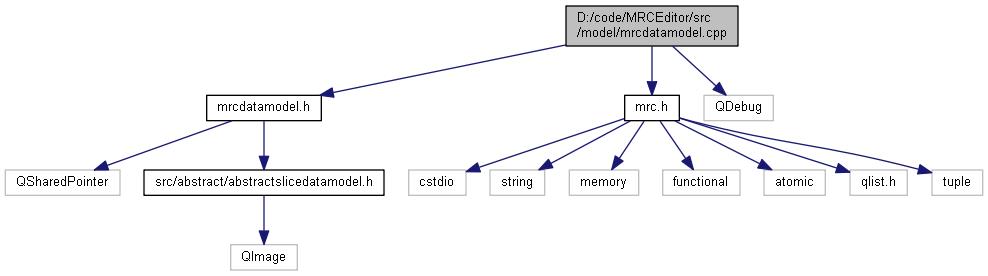 D:/code/MRCEditor/src
/model/mrcdatamodel.cpp
mrcdatamodel.h
mrc.h
QDebug
QSharedPointer
src/abstract/abstractslicedatamodel.h
cstdio
string
memory
functional
atomic
qlist.h
tuple
QImage